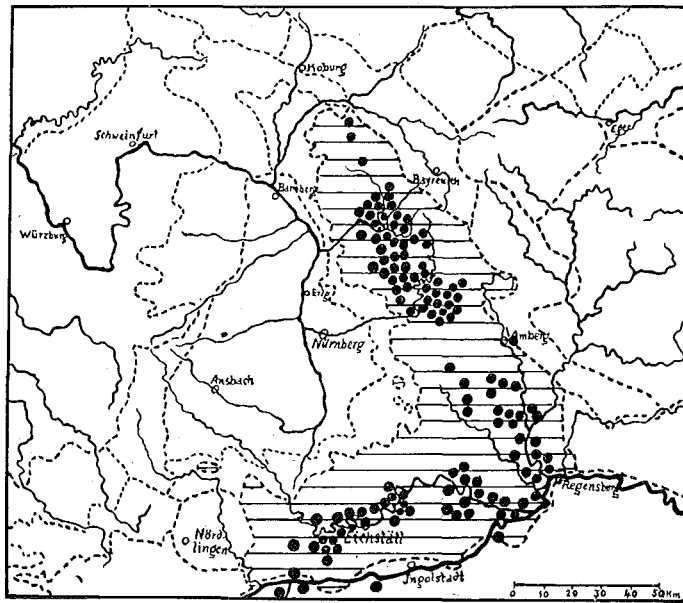 Koburg
Schweinfurt
Eger
Bayreuth
Bamberg
Würzburg
Erlg.
Nürnberg
Amberg
Ansbach
Regensbg
Nörd
lingen
Eichstätt
Ingolstadt
0 10 20 30 40 50 Km